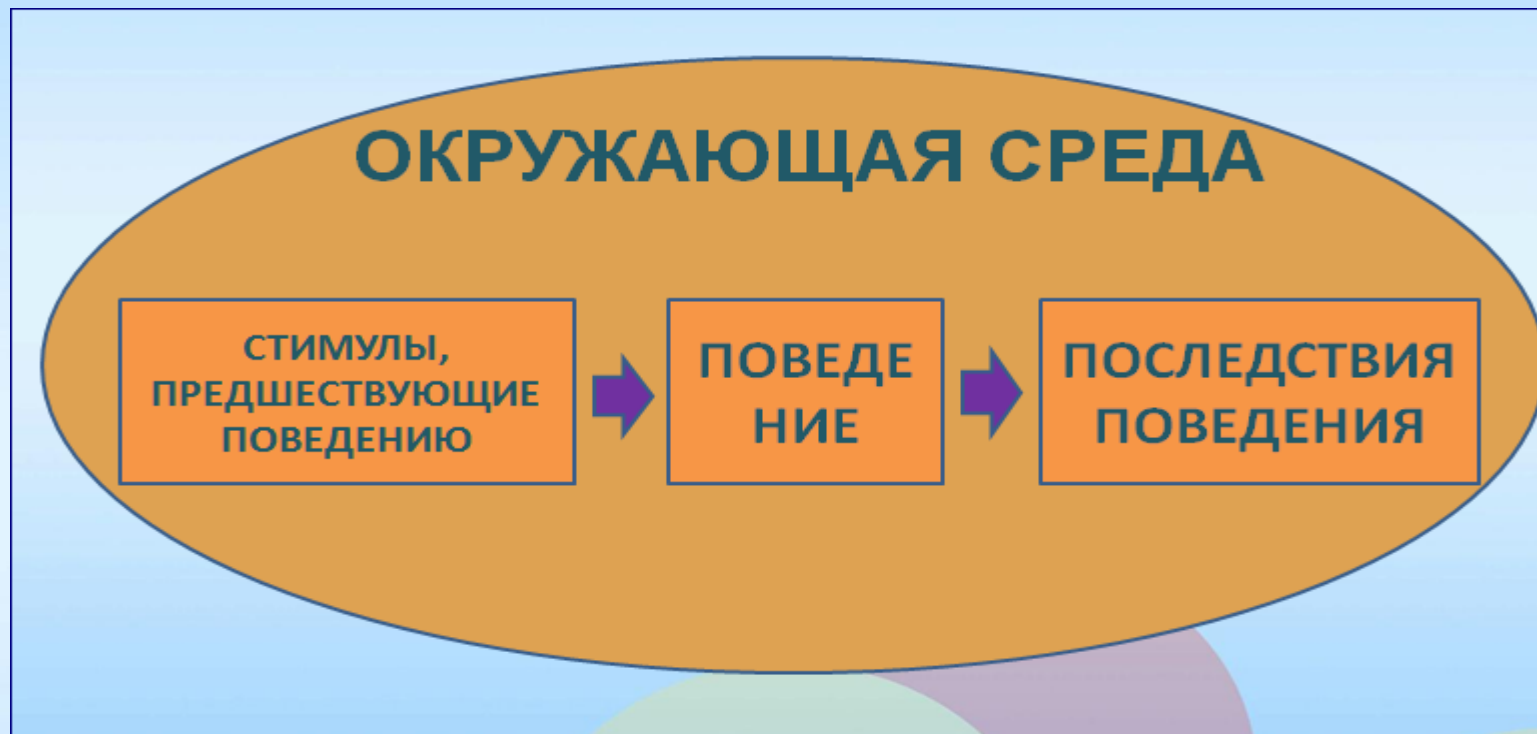 ОКРУЖАЮЩАЯ СРЕДА
СТИМУЛЫ,
ПРЕДШЕСТВУЮЩИЕ
ПОВЕДЕНИЮ
ПОВЕДЕ
НИЕ
ПОСЛЕДСТВИЯ
ПОВЕДЕНИЯ